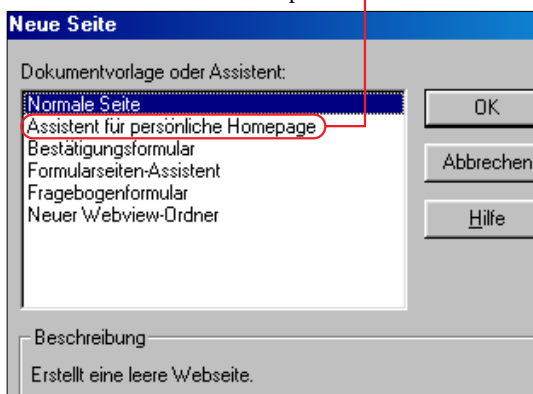 Neue Seite
Dokumentvorlage oder Assistent:
Normale Seite
Assistent für persönliche Homepage
Bestätigungsformular
Formularseiten-Assistent
Fragebogenformular
Neuer Webview-Ordner
OK
Abbrechen
Hilfe
Beschreibung
Erstellt eine leere Webseite.